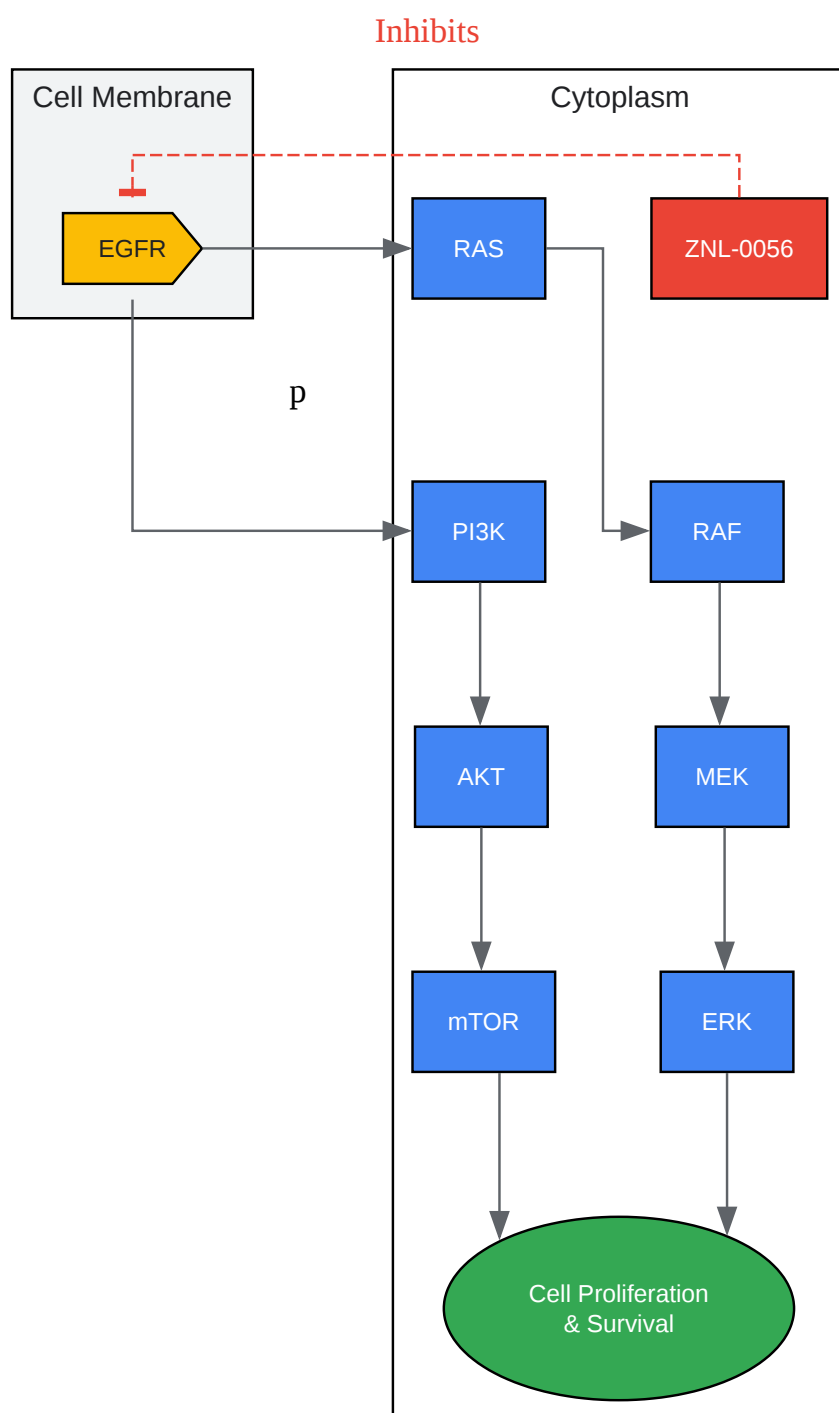 Inhibits
Cell Membrane
Cytoplasm
EGFR
RAS
ZNL-0056
p
PI3K
RAF
AKT
MEK
mTOR
ERK
Cell Proliferation
& Survival